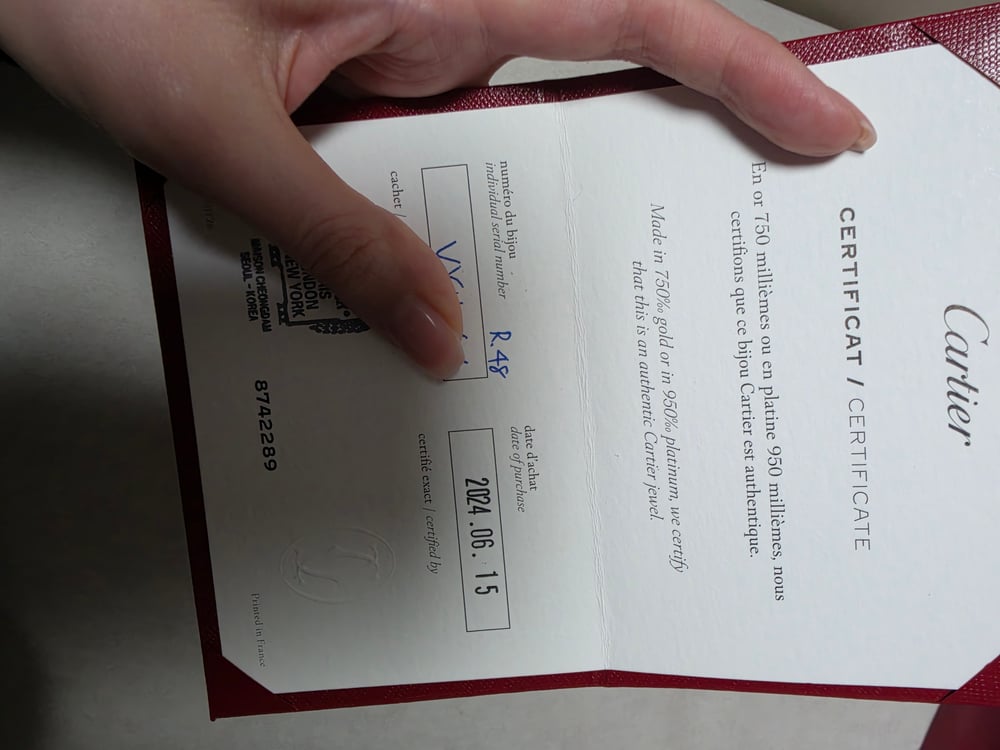 Cartier
CERTIFICAT / CERTIFICATE
En or 750 millièmes ou en platine 950 millièmes, nous
certifions que ce bijou Cartier est authentique.
Made in 750‰ gold or in 950‰ platinum, we certify
that this is an authentic Cartier jewel.
numéro du bijou
individual serial number
R.48
date d'achat
date of purchase
2024.06.15
cachet /
certifié exact / certified by
NEW YORK
MAISON CHEONGDAM
SEOUL - KOREA
8742289
Printed in France